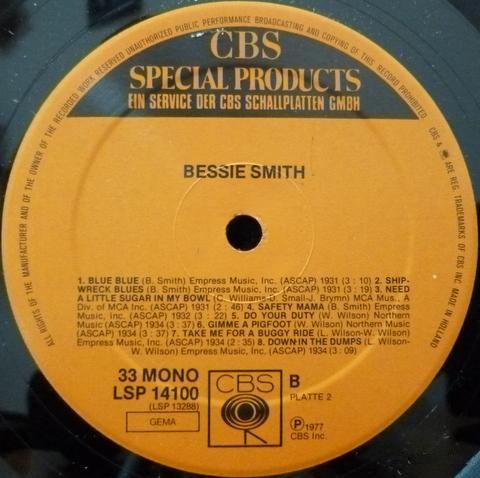 ALL RIGHTS OF THE MANUFACTURER AND OF THE OWNER OF THE RECORDED WORK RESERVED UNAUTHORIZED PUBLIC PERFORMANCE BROADCASTING AND COPYING OF THIS RECORD PROHIBITED
CBS & ARE REG. TRADEMARKS OF CBS INC MADE IN HOLLAND
CBS
SPECIAL PRODUCTS
EIN SERVICE DER CBS SCHALLPLATTEN GMBH
BESSIE SMITH
1. BLUE BLUE (B. Smith) Empress Music, Inc. (ASCAP) 1931 (3 : 10) 2. SHIP-
WRECK BLUES (B. Smith) Empress Music, Inc. (ASCAP) 1931 (3 : 19) 3. NEED
A LITTLE SUGAR IN MY BOWL (C. Williams-D. Small-J. Brymn) MCA Mus., A
Div. of MCA Inc. (ASCAP) 1931 (2 : 46) 4. SAFETY MAMA (B. Smith) Empress
Music, Inc. (ASCAP) 1932 (3 : 22) 5. DO YOUR DUTY (W. Wilson) Northern
Music (ASCAP) 1934 (3 : 37) 6. GIMME A PIGFOOT (W. Wilson) Northern Music
(ASCAP) 1934 (3 : 37) 7. TAKE ME FOR A BUGGY RIDE (L. Wilson-W. Wilson)
Empress Music, Inc. (ASCAP) 1934 (2 : 35) 8. DOWN IN THE DUMPS (L. Wilson-
W. Wilson) Empress Music, Inc. (ASCAP) 1934 (3 : 09)
33 MONO
LSP 14100
(LSP 13288)
GEMA
CBS
B
PLATTE 2
Ⓟ 1977
CBS Inc.